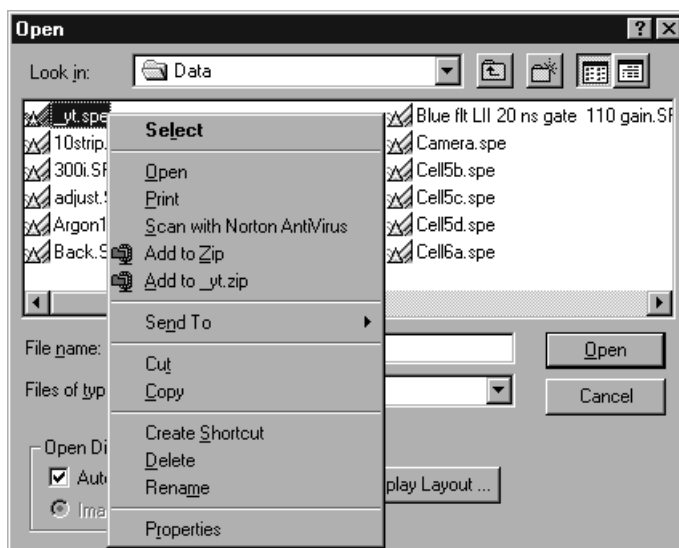 Open
Look in: Data
_yt.spe
10strip.
300i.SF
adjust.S
Argon1
Back.S
Blue flt LII 20 ns gate 110 gain.SF
Camera.spe
Cell5b.spe
Cell5c.spe
Cell5d.spe
Cell6a.spe
Select
Open
Print
Scan with Norton AntiVirus
Add to Zip
Add to _yt.zip
Send To
Cut
Copy
Create Shortcut
Delete
Rename
Properties
File name:
Open
Files of typ
Cancel
Open Di
Auto
Ima
play Layout ...